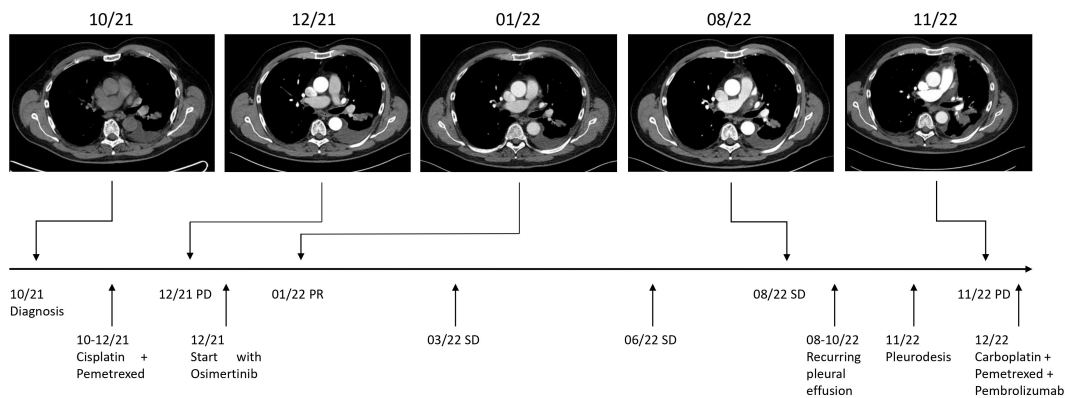 10/21
12/21
01/22
08/22
11/22
10/21
Diagnosis
12/21 PD
01/22 PR
08/22 SD
11/22 PD
10-12/21
Cisplatin +
Pemetrexed
12/21
Start with
Osimertinib
03/22 SD
06/22 SD
08-10/22
Recurring
pleural
effusion
11/22
Pleurodesis
12/22
Carboplatin +
Pemetrexed +
Pembrolizumab